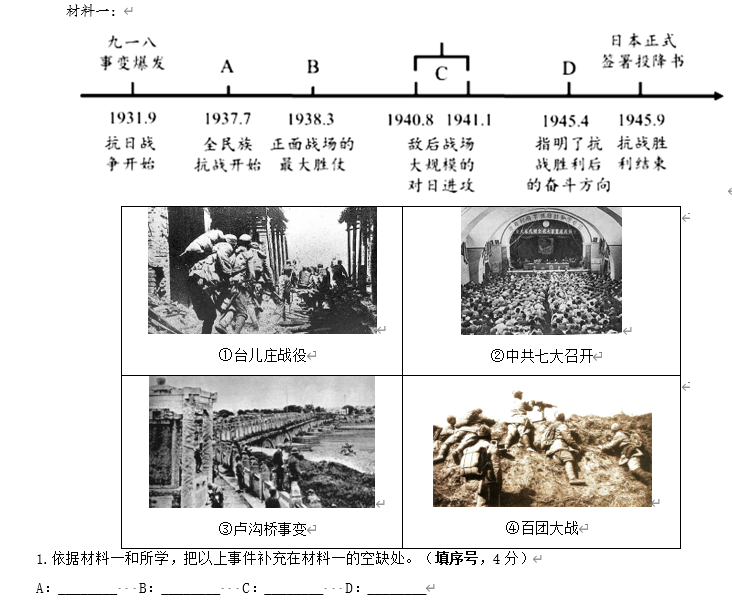 材料一：
九一八
事变爆发
A
B
C
D
日本正式
签署投降书
1931.9
1937.7
1938.3
1940.8
1941.1
1945.4
1945.9
抗日战
争开始
全民族
抗战开始
正面战场的
最大胜仗
敌后战场
大规模的
对日进攻
指明了抗
战胜利后
的奋斗方向
抗战胜
利结束
①台儿庄战役
②中共七大召开
③卢沟桥事变
④百团大战
1.依据材料一和所学，把以上事件补充在材料一的空缺处。（填序号，4分）
A：________ B：________ C：________ D：________